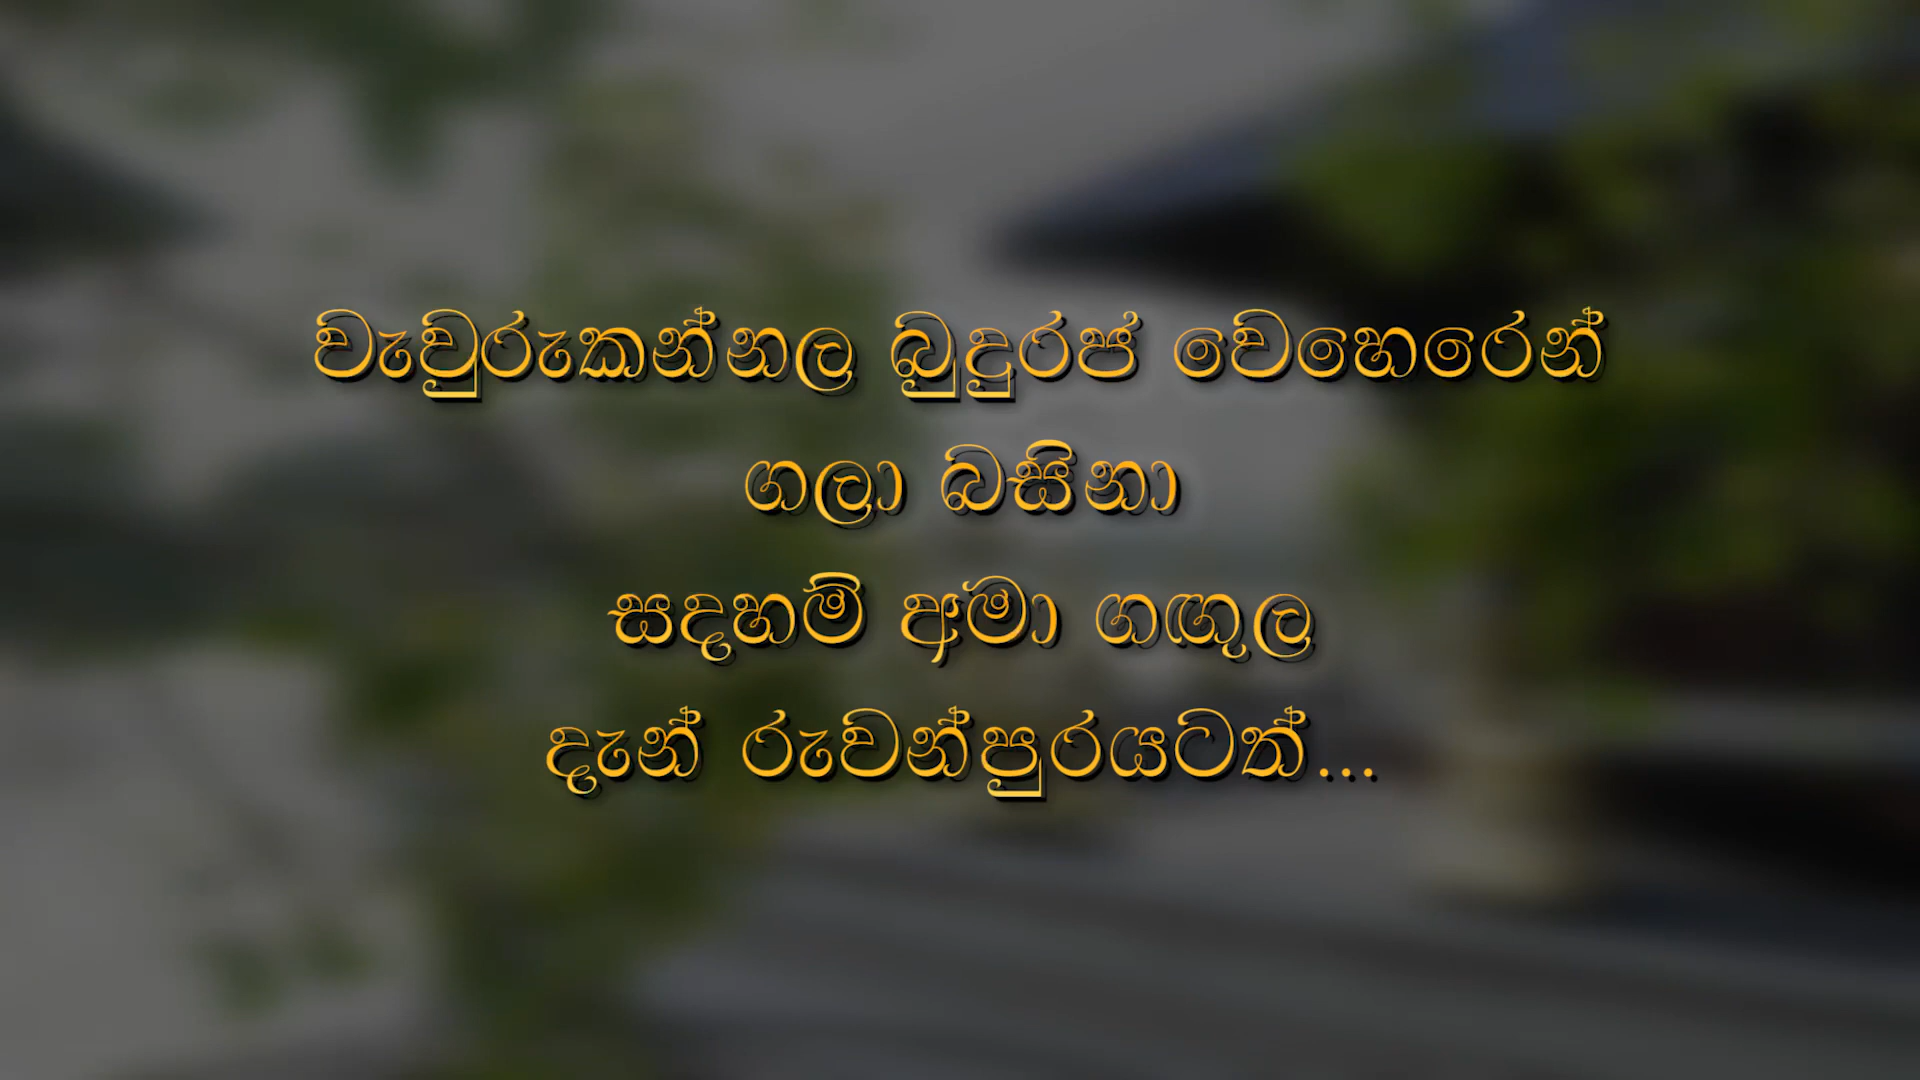 වැවුරුකන්නල බුදුරජ වෙහෙරෙන්
ගලා බසිනා
සදහම් අමා ගඟුල
දැන් රුවන්පුරයටත්...